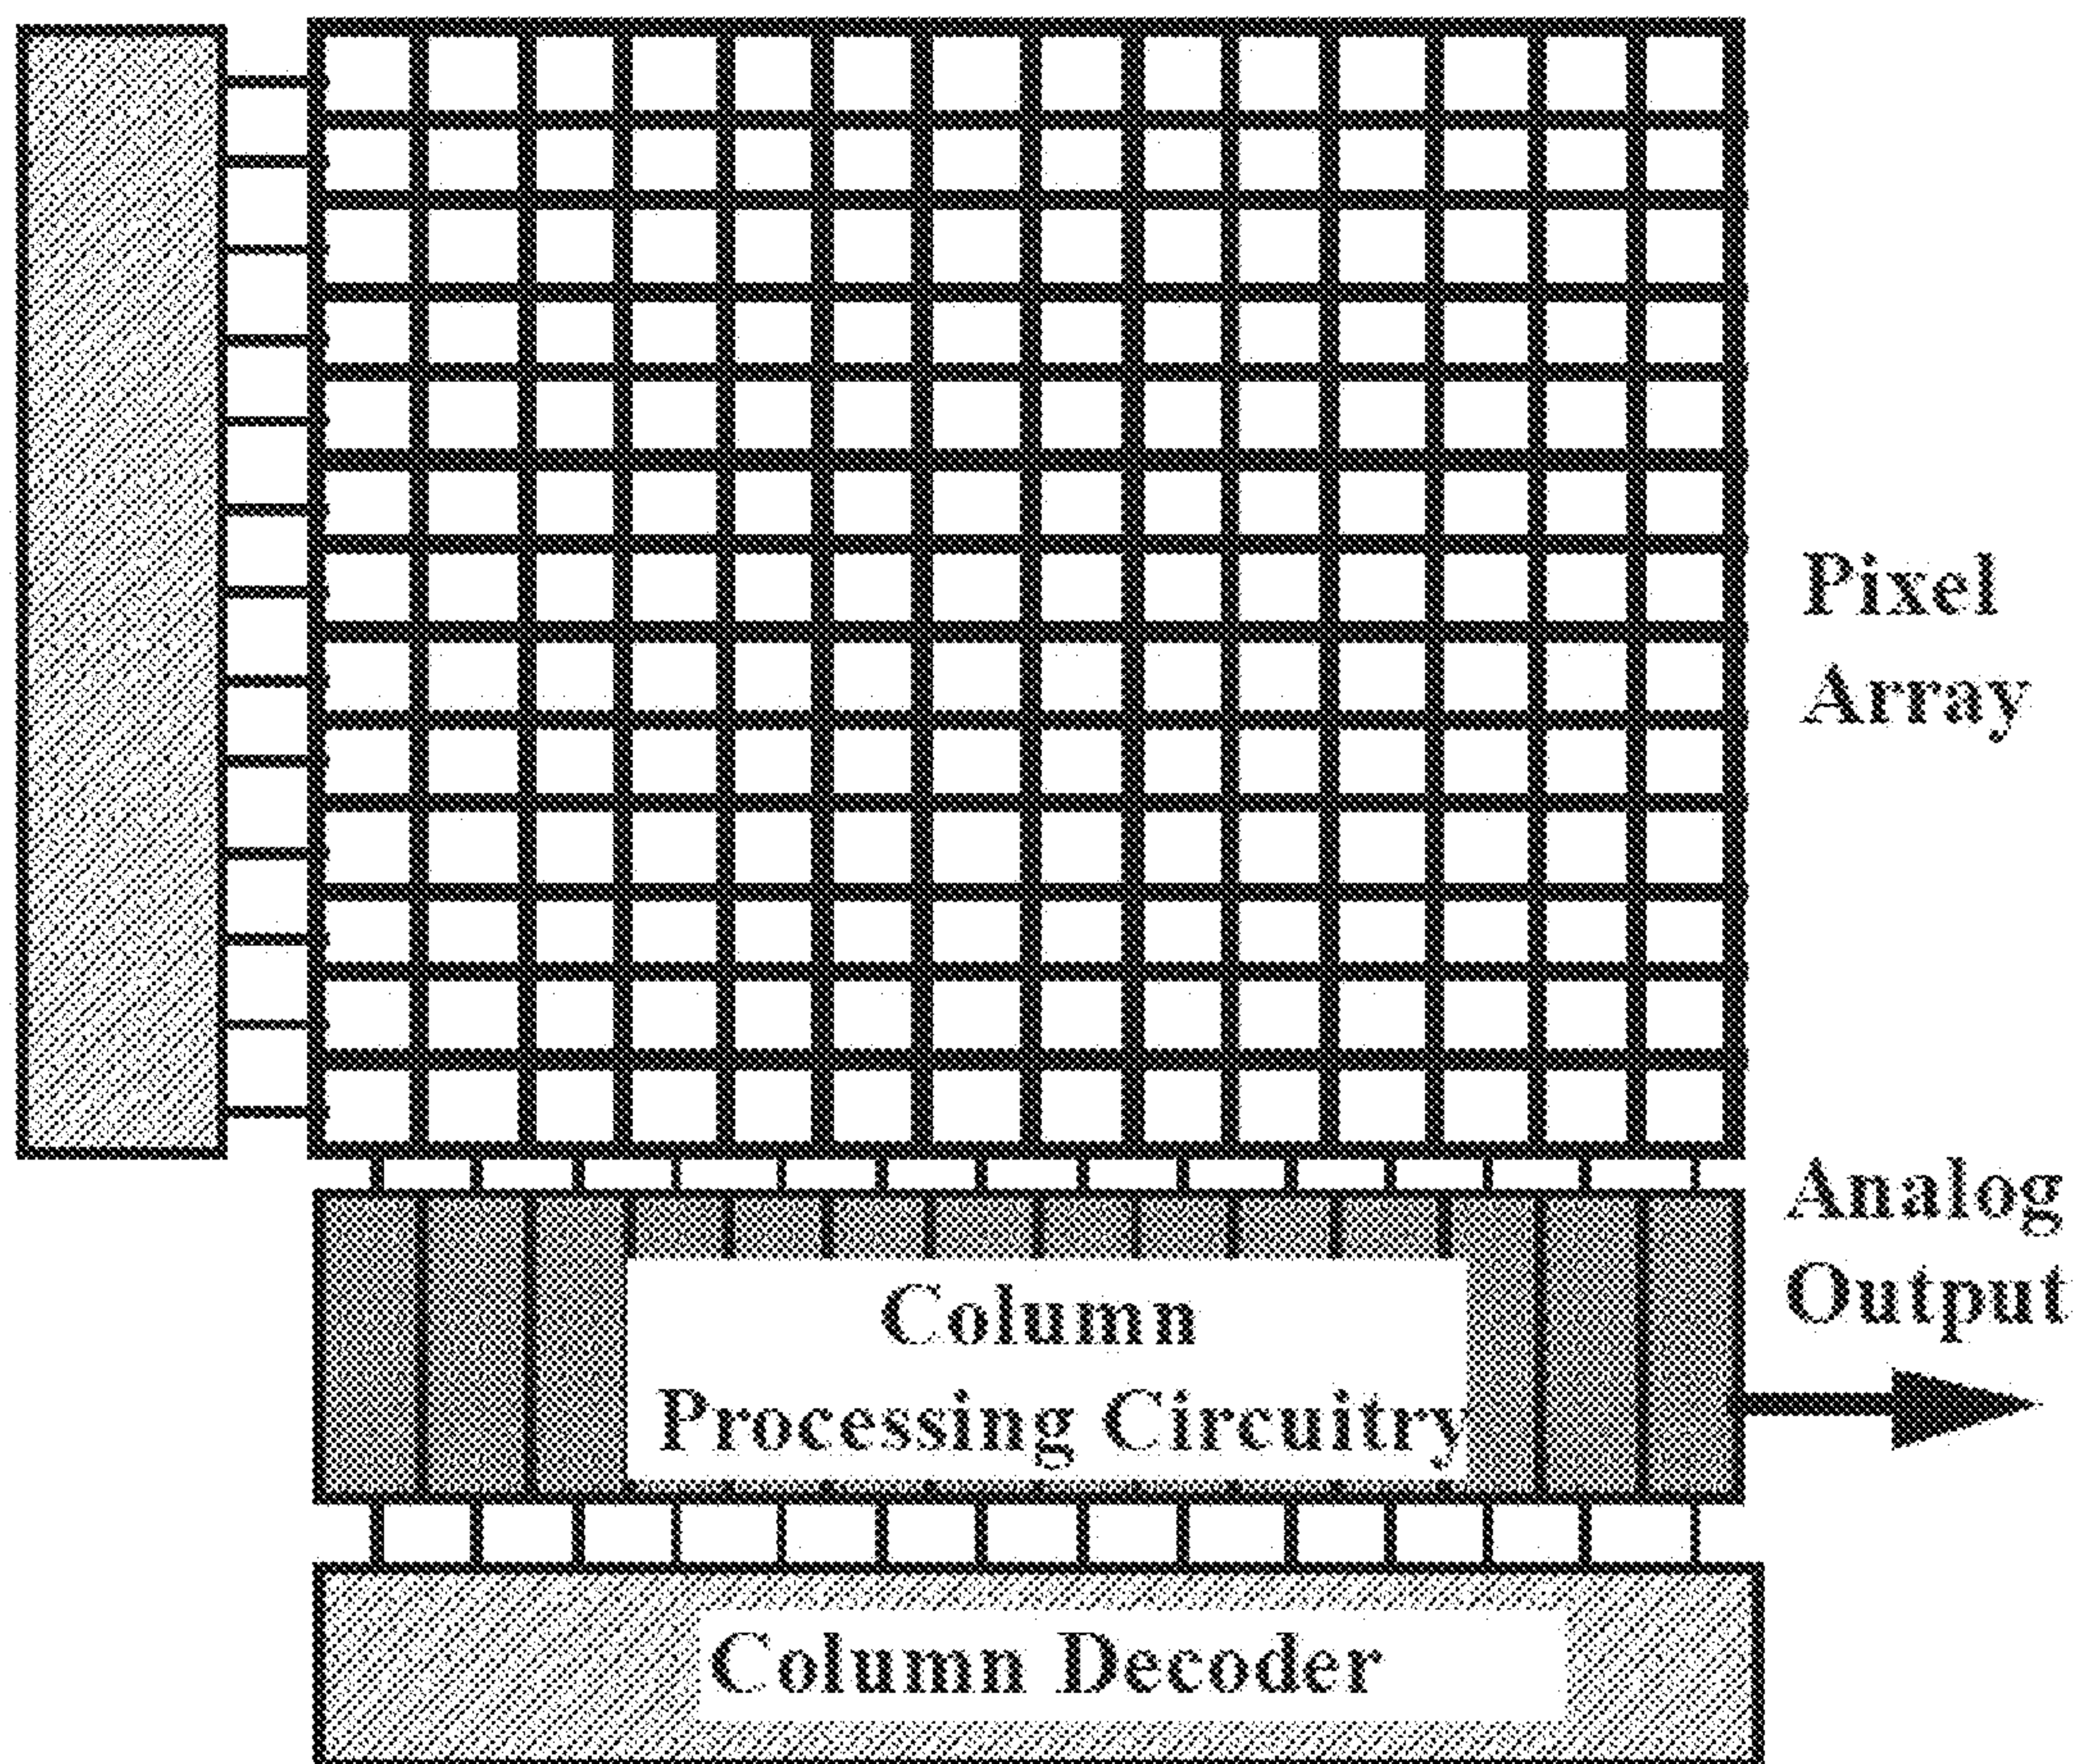 Pixel
Array
Analog
Output
Column
Processing Circuitry
Column Decoder